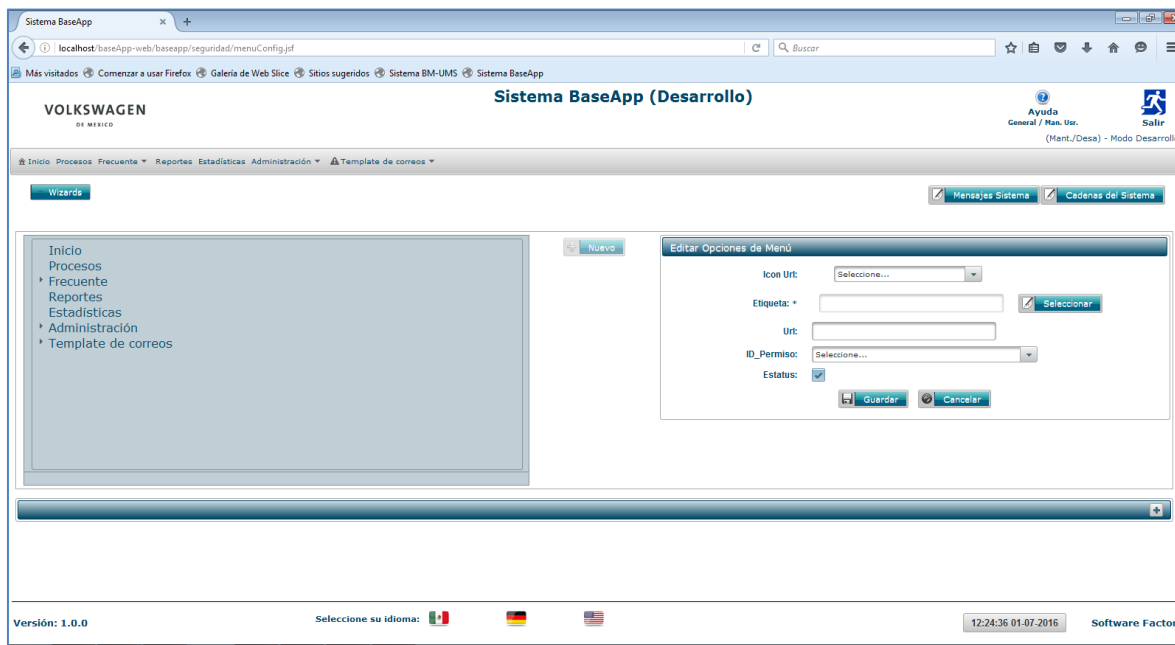 Sistema BaseApp
localhost/baseApp-web/baseapp/seguridad/menuConfig.jsf
Buscar
Más visitados Comenzar a usar Firefox Galería de Web Slice Sitios sugeridos Sistema BM-UMS Sistema BaseApp
VOLKSWAGEN
DE MEXICO
Sistema BaseApp (Desarrollo)
Ayuda
General / Man. Usr.
Salir
(Mant./Desa) - Modo Desarrollo
Inicio Procesos Frecuente Reportes Estadísticas Administración Template de correos
Wizards
Mensajes Sistema Cadenas del Sistema
Inicio
Procesos
Frecuente
Reportes
Estadísticas
Administración
Template de correos
Nuevo
Editar Opciones de Menú
Icon Url: Seleccione...
Etiqueta: * Seleccionar
Url:
ID_Permiso: Seleccione...
Estatus:
Guardar Cancelar
Versión: 1.0.0
Seleccione su idioma:
12:24:36 01-07-2016
Software Factor